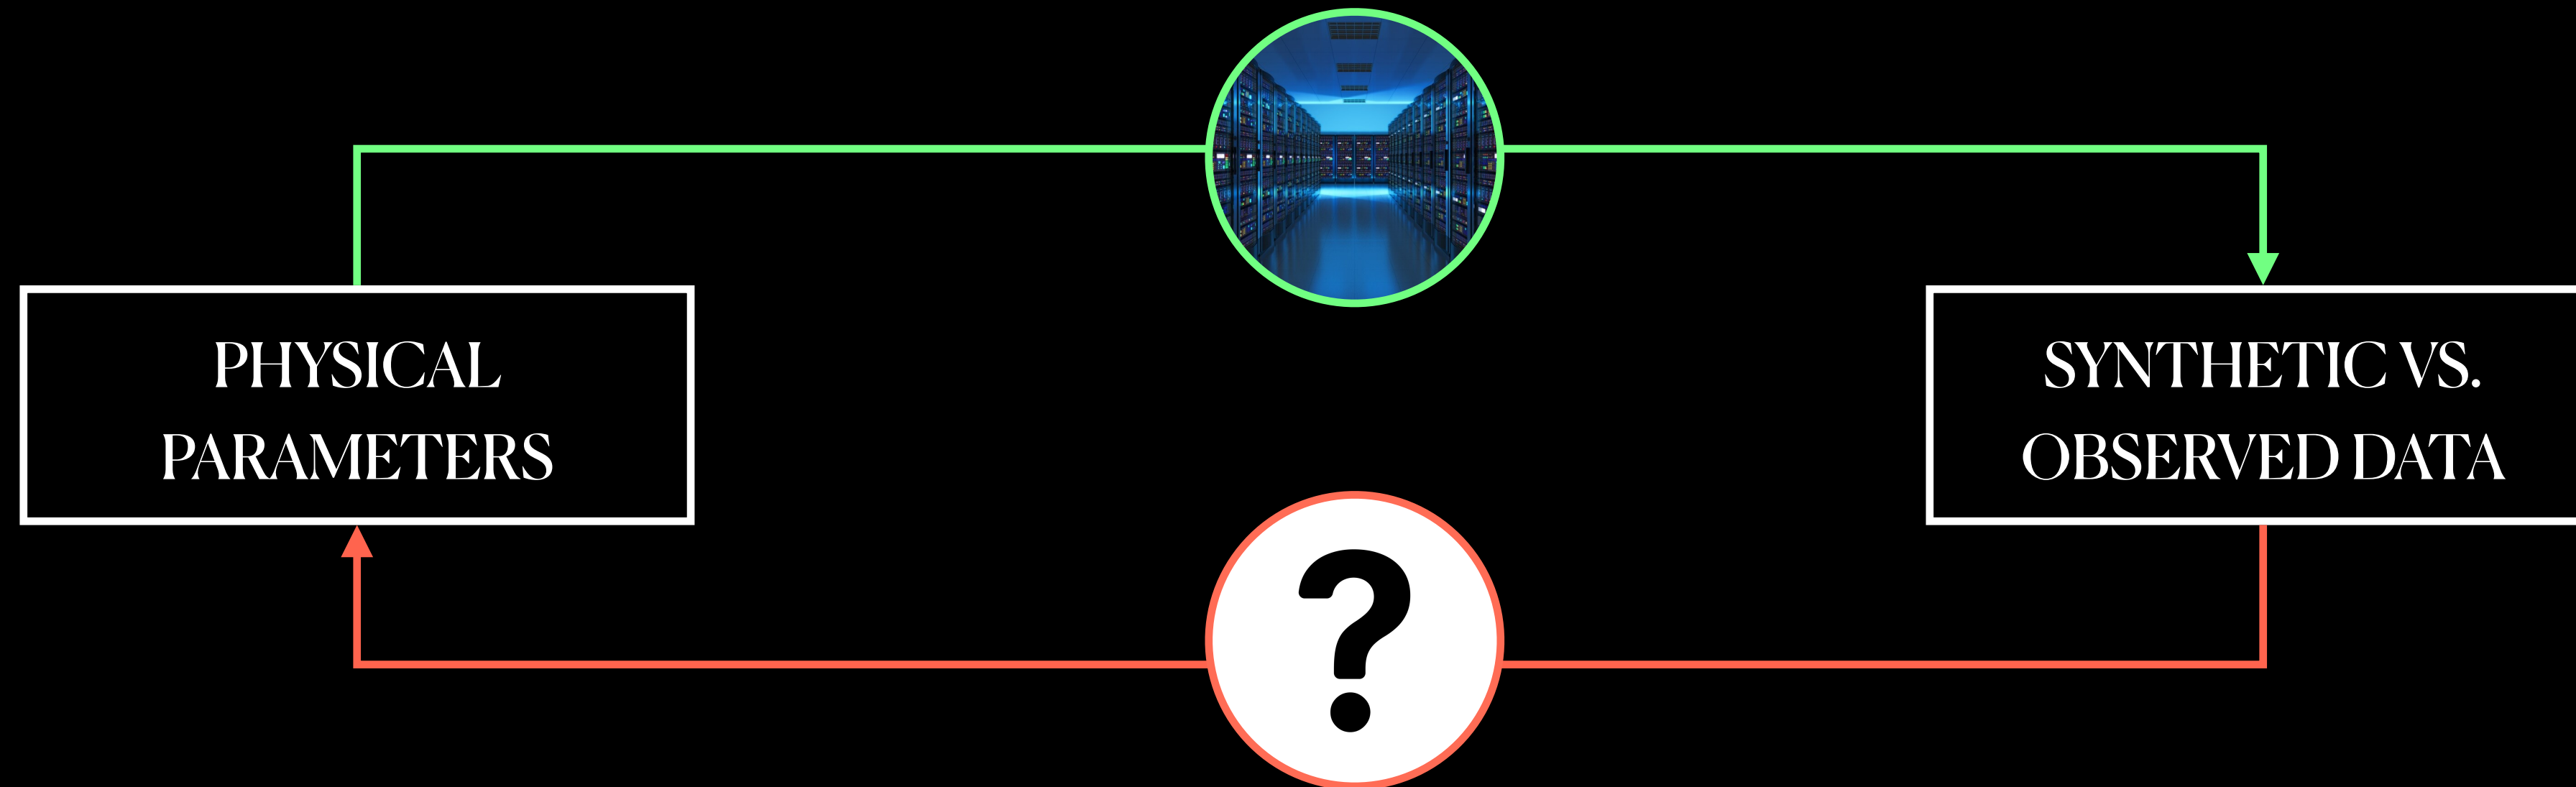 PHYSICAL
PARAMETERS
SYNTHETIC VS.
OBSERVED DATA
?